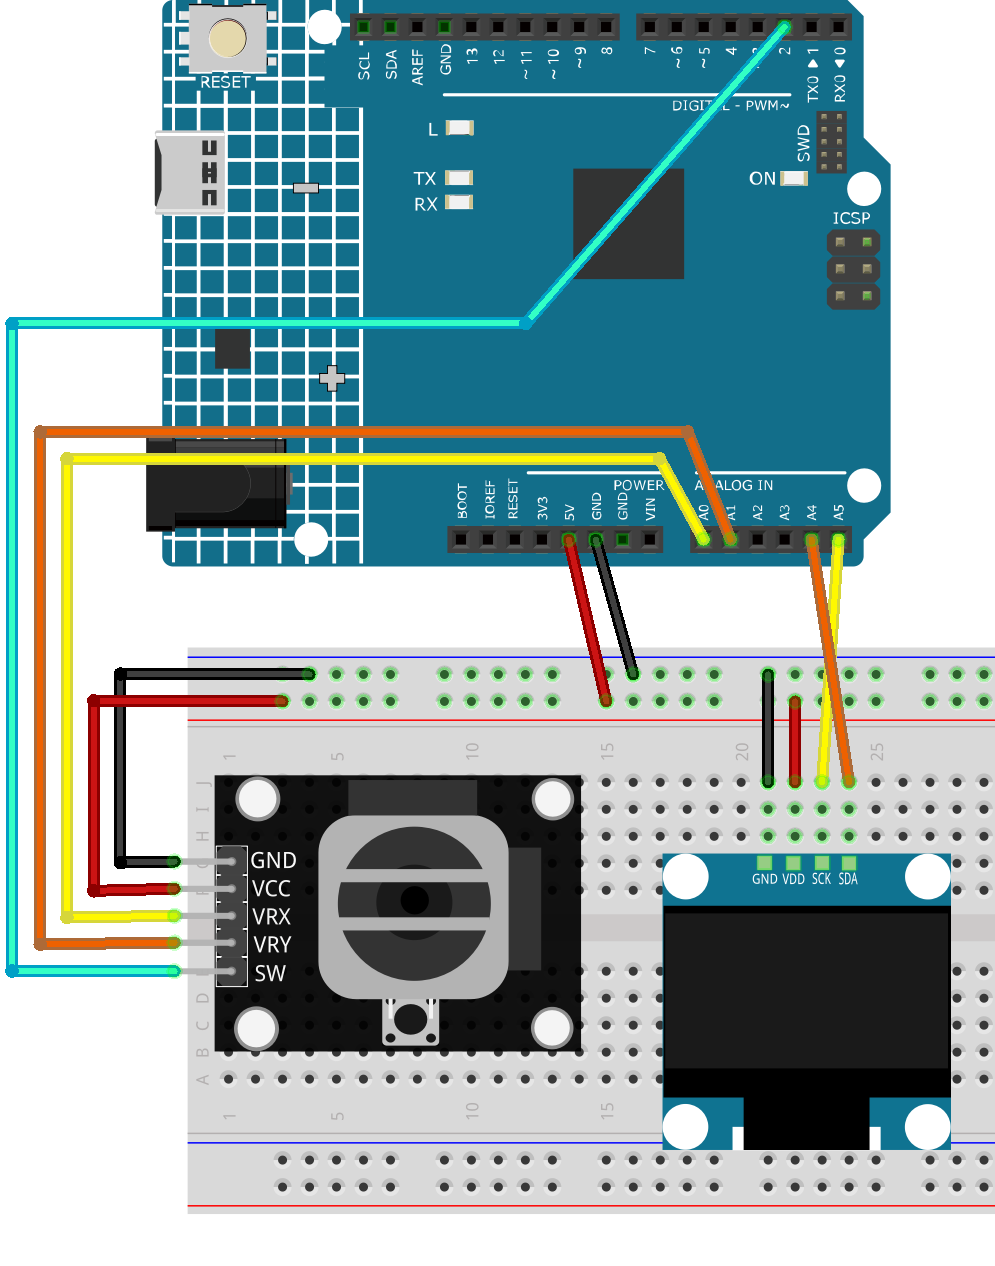 RESET
SCL SDA AREF GND 13 12 ~11 ~10 ~9 8 7 ~6 ~5 4 2 TX0 ▶ 1 RX0 ◀ 0
DIGITAL - PWM~
L
TX
RX
ON
SWD
ICSP
POWER
ANALOG IN
BOOT IOREF RESET 3V3 5V GND GND VIN A0 A1 A2 A3 A4 A5
1 5 10 15 20 25
J
I
H
GND
VCC
VRX
VRY
SW
GND VDD SCK SDA
D
C
B
A
1 5 10 15